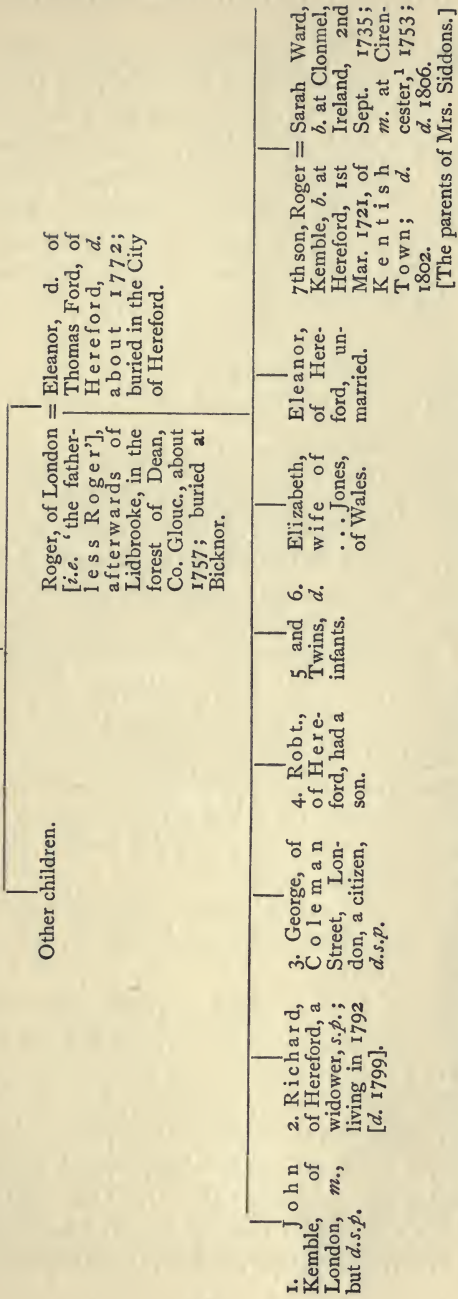 Other children.
Roger, of London
[i.e. ‘the father-
less Roger’],
afterwards of
Lidbrooke, in the
forest of Dean,
Co. Glouc., about
1757; buried at
Bicknor.
=
Eleanor, d. of
Thomas Ford, of
Hereford, d.
about 1772;
buried in the City
of Hereford.
1. John
Kemble, of
London, m.,
but d.s.p.
2. Richard,
of Hereford, a
widower, s.p.;
living in 1792
[d. 1799].
3. George, of
Coleman
Street, Lon-
don, a citizen,
d.s.p.
4. Robt.,
of Here-
ford, had a
son.
5 and 6.
Twins, d.
infants.
Elizabeth,
wife of
...Jones,
of Wales.
Eleanor,
of Here-
ford, un-
married.
7th son, Roger
Kemble, b. at
Hereford, 1st
Mar. 1721, of
Kentish
Town; d.
1802.
=
Sarah Ward,
b. at Clonmel,
Ireland, 2nd
Sept. 1735;
m. at Ciren-
cester,¹ 1753;
d. 1806.
[The parents of Mrs. Siddons.]